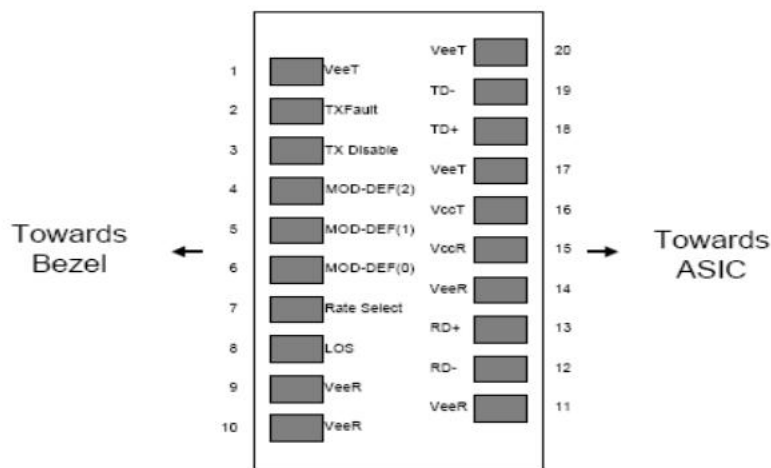 Towards
Bezel
1 VeeT
2 TXFault
3 TX Disable
4 MOD-DEF(2)
5 MOD-DEF(1)
6 MOD-DEF(0)
7 Rate Select
8 LOS
9 VeeR
10 VeeR
VeeT 20
TD- 19
TD+ 18
VeeT 17
VccT 16
VccR 15
VeeR 14
RD+ 13
RD- 12
VeeR 11
Towards
ASIC